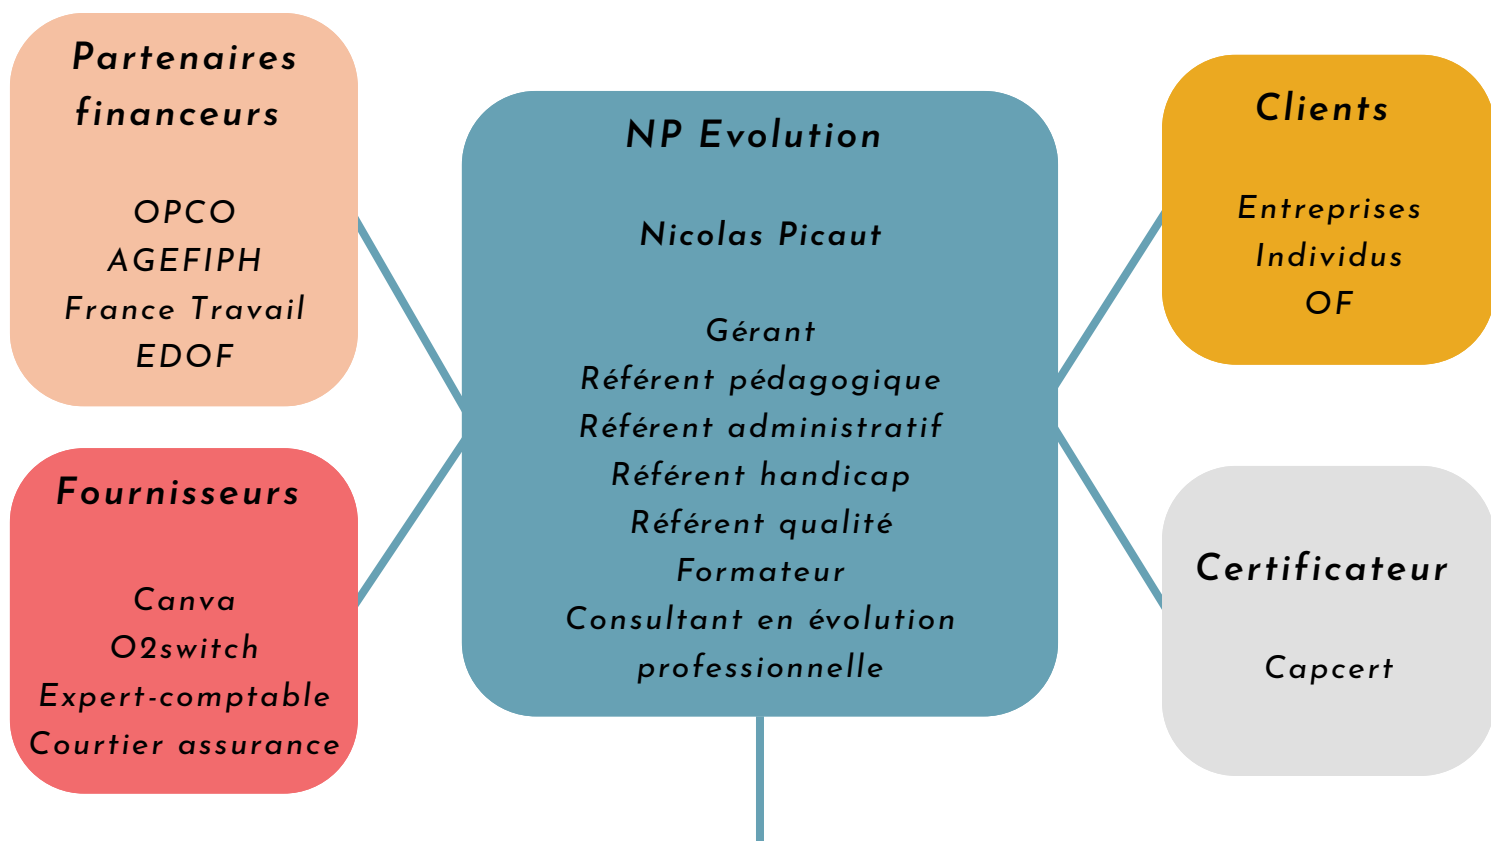 Partenaires
financeurs
OPCO
AGEFIPH
France Travail
EDOF
Fournisseurs
Canva
O2switch
Expert-comptable
Courtier assurance
NP Evolution
Nicolas Picaut
Gérant
Référent pédagogique
Référent administratif
Référent handicap
Référent qualité
Formateur
Consultant en évolution
professionnelle
Clients
Entreprises
Individus
OF
Certificateur
Capcert